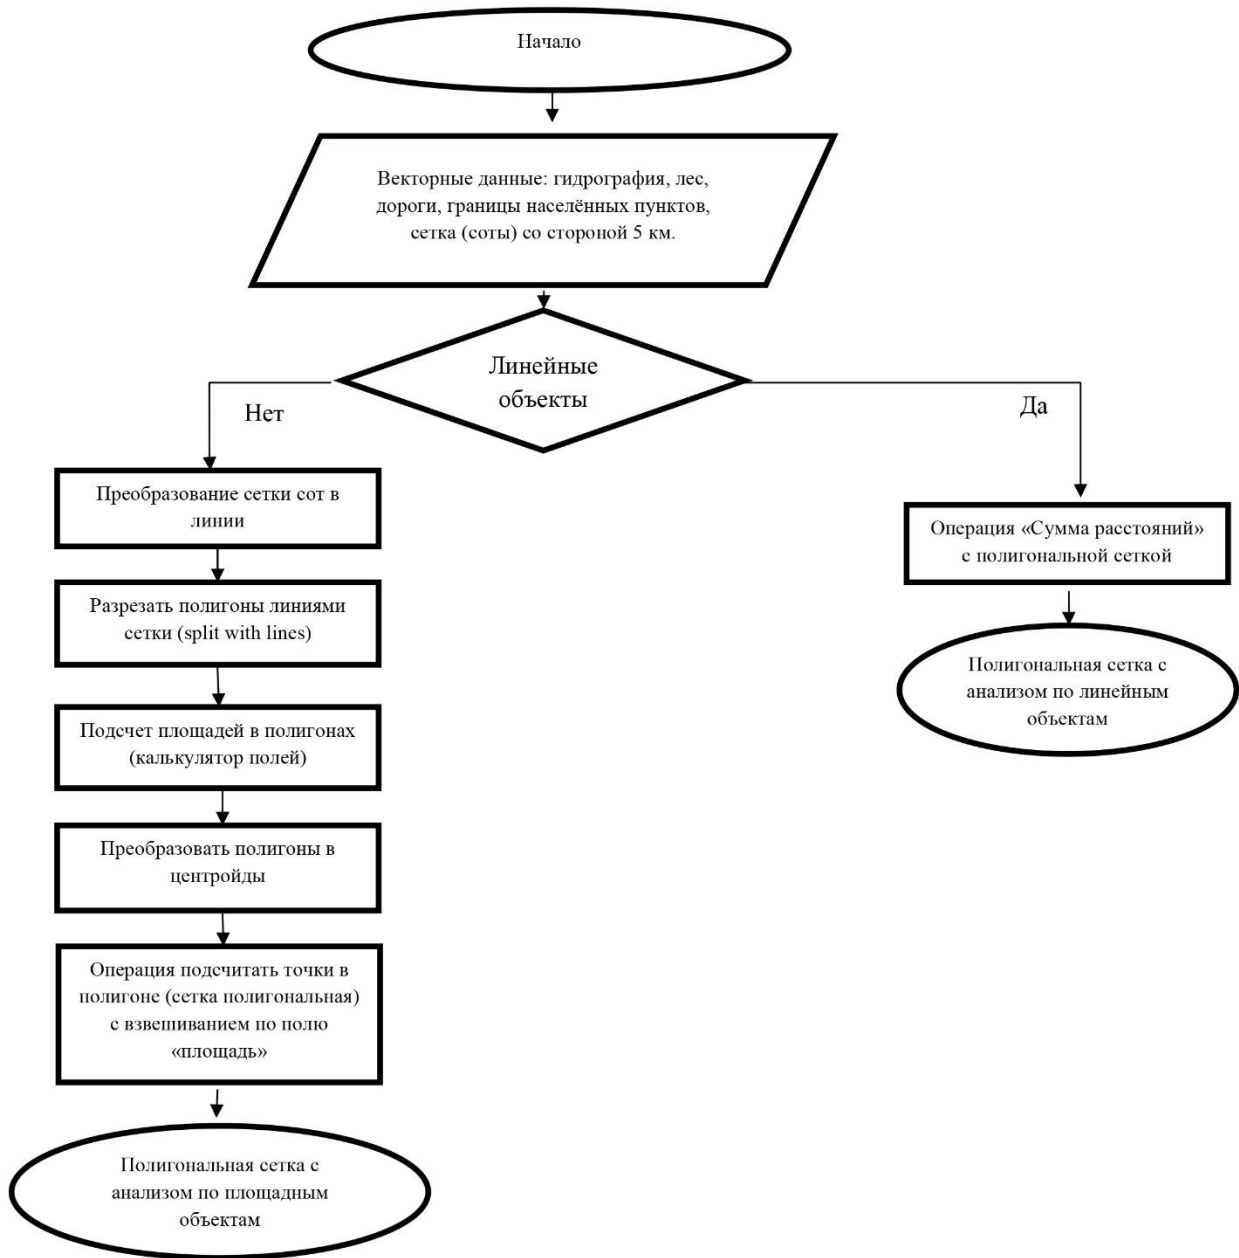 Начало
Векторные данные: гидрография, лес,
дороги, границы населённых пунктов,
сетка (соты) со стороной 5 км.
Линейные
объекты
Нет
Да
Преобразование сетки сот в
линии
Разрезать полигоны линиями
сетки (split with lines)
Подсчет площадей в полигонах
(калькулятор полей)
Преобразовать полигоны в
центройды
Операция подсчитать точки в
полигоне (сетка полигональная)
с взвешиванием по полю
«площадь»
Полигональная сетка с
анализом по площадным
объектам
Операция «Сумма расстояний»
с полигональной сеткой
Полигональная сетка с
анализом по линейным
объектам